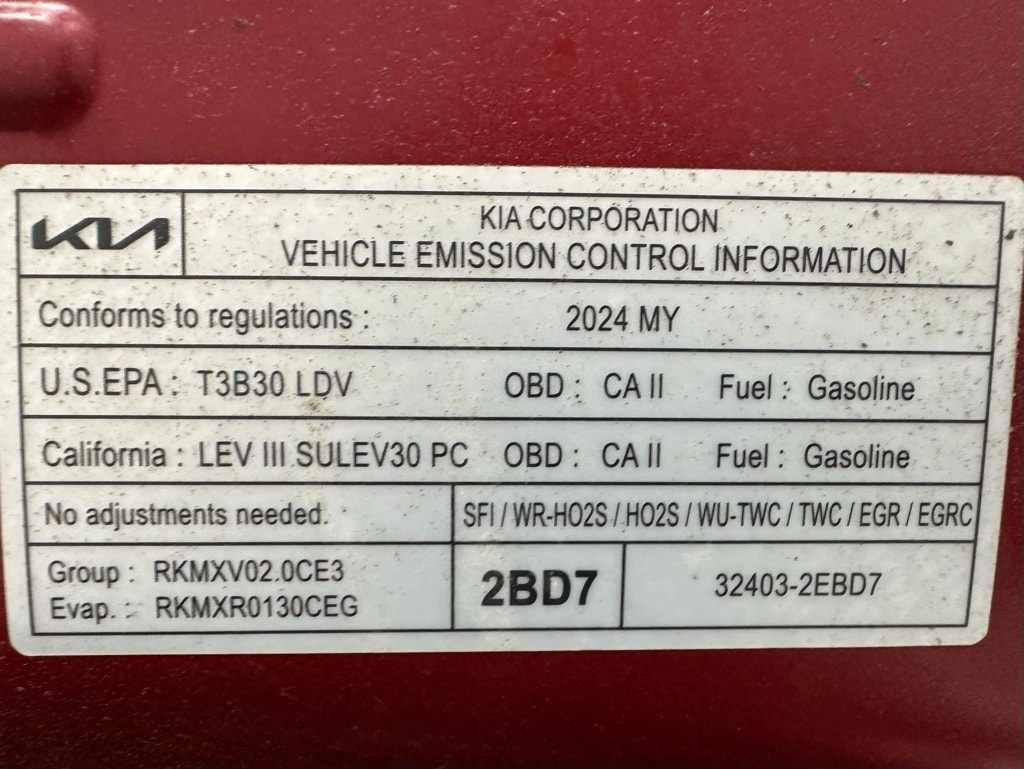 KIA
KIA CORPORATION
VEHICLE EMISSION CONTROL INFORMATION
Conforms to regulations : 2024 MY
U.S.EPA : T3B30 LDV OBD : CA II Fuel : Gasoline
California : LEV III SULEV30 PC OBD : CA II Fuel : Gasoline
No adjustments needed. SFI / WR-HO2S / HO2S / WU-TWC / TWC / EGR / EGRC
Group : RKMXV02.0CE3
Evap. : RKMXR0130CEG
2BD7
32403-2EBD7